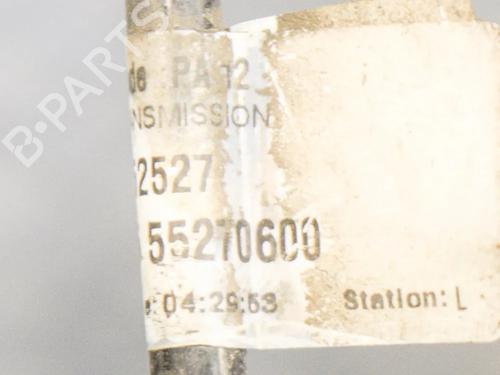 B-PARTS
de PA12
NSMISSION
2527
55270600
04:29:53 Station: L